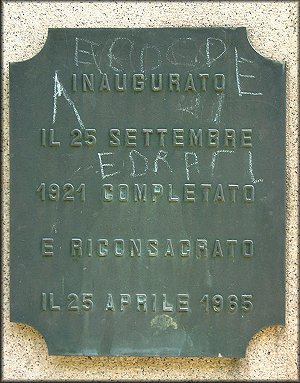 INAUGURATO
IL 25 SETTEMBRE
1921 COMPLETATO
E RICONSACRATO
IL 25 APRILE 1965